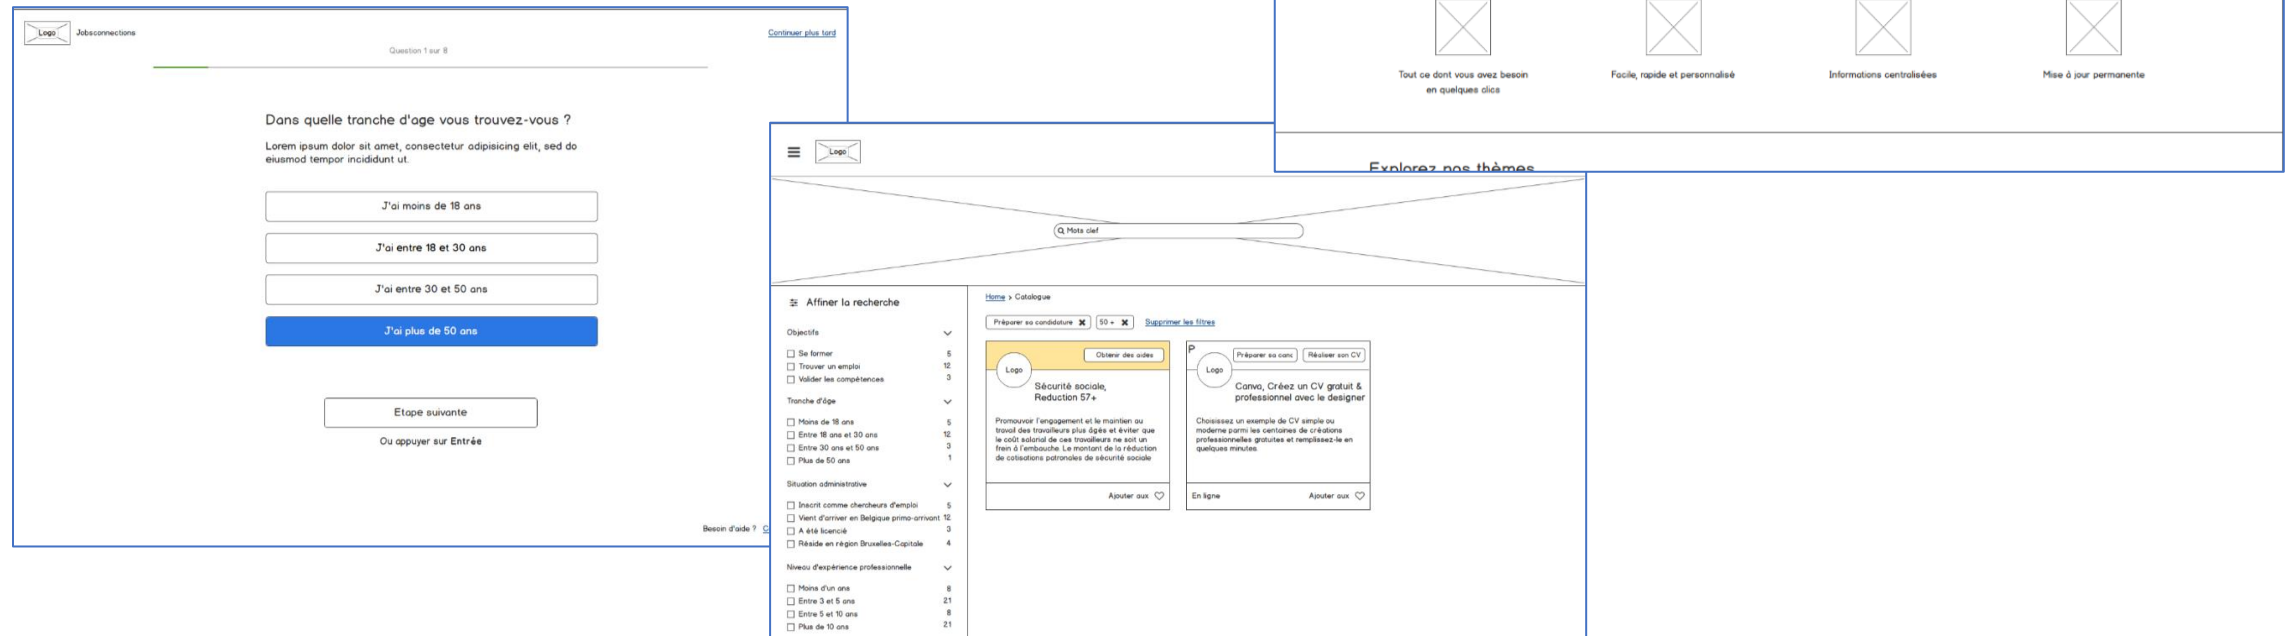 Logo
Jobsconnections
Continuer plus tard
Question 1 sur 8
Dans quelle tranche d'age vous trouvez-vous ?
Lorem ipsum dolor sit amet, consectetur adipisicing elit, sed do
eiusmod tempor incididunt ut.
J'ai moins de 18 ans
J'ai entre 18 et 30 ans
J'ai entre 30 et 50 ans
J'ai plus de 50 ans
Etape suivante
Ou appuyer sur Entrée
Besoin d'aide ? C
Logo
Mots clef
Affiner la recherche
Objectifs
Se former 5
Trouver un emploi 12
Valider les compétences 3
Tranche d'âge
Moins de 18 ans 5
Entre 18 ans et 30 ans 12
Entre 30 ans et 50 ans 3
Plus de 50 ans 1
Situation administrative
Inscrit comme chercheurs d'emploi 5
Vient d'arriver en Belgique primo-arrivant 12
A été licencié 3
Réside en région Bruxelles-Capitale 4
Niveau d'expérience professionnelle
Moins d'un ans 8
Entre 3 et 5 ans 21
Entre 5 et 10 ans 8
Plus de 10 ans 21
Home > Catalogue
Préparer sa candidature ✖ 50 + ✖ Supprimer les filtres
Obtenir des aides
Logo
Sécurité sociale,
Reduction 57+
Promouvoir l'engagement et le maintien au
travail des travailleurs plus âgés et éviter que
le coût salarial de ces travailleurs ne soit un
frein à l'embauche. Le montant de la réduction
de cotisations patronales de sécurité sociale
Ajouter aux
P
Préparer sa canc Réaliser son CV
Logo
Canva, Créez un CV gratuit &
professionnel avec le designer
Choisissez un exemple de CV simple ou
moderne parmi les centaines de créations
professionnelles gratuites et remplissez-le en
quelques minutes
En ligne Ajouter aux
Tout ce dont vous avez besoin
en quelques clics
Facile, rapide et personnalisé
Informations centralisées
Mise à jour permanente
Explorez nos thèmes